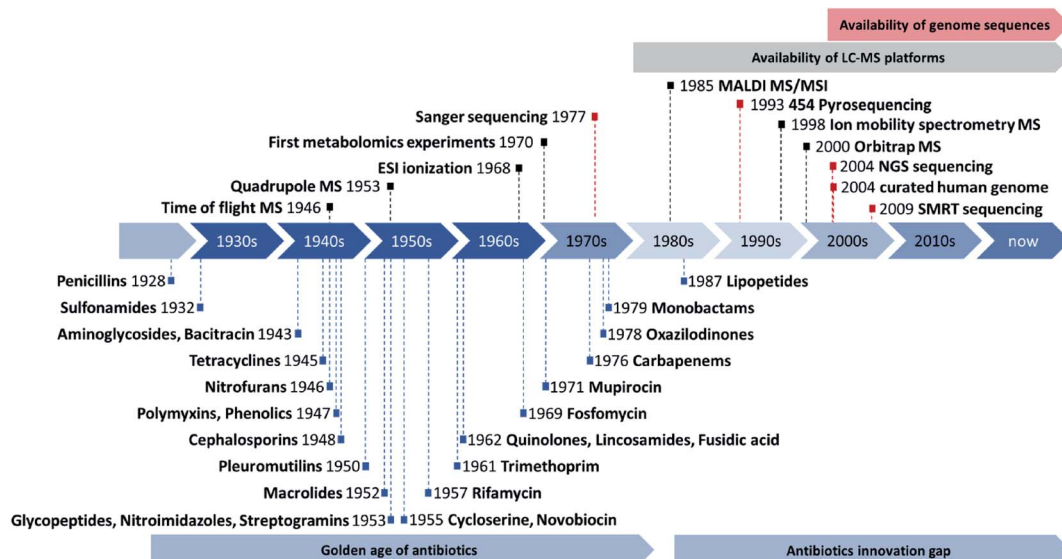 Availability of genome sequences
Availability of LC-MS platforms
1985 MALDI MS/MSI
Sanger sequencing 1977
1993 454 Pyrosequencing
First metabolomics experiments 1970
1998 Ion mobility spectrometry MS
ESI ionization 1968
2000 Orbitrap MS
2004 NGS sequencing
Quadrupole MS 1953
2004 curated human genome
Time of flight MS 1946
2009 SMRT sequencing
1930s 1940s 1950s 1960s 1970s 1980s 1990s 2000s 2010s now
Penicillins 1928
1987 Lipopetides
Sulfonamides 1932
1979 Monobactams
Aminoglycosides, Bacitracin 1943
1978 Oxazilodinones
Tetracyclines 1945
1976 Carbapenems
Nitrofurans 1946
1971 Mupirocin
Polymyxins, Phenolics 1947
1969 Fosfomycin
Cephalosporins 1948
1962 Quinolones, Lincosamides, Fusidic acid
Pleuromutilins 1950
1961 Trimethoprim
Macrolides 1952
1957 Rifamycin
Glycopeptides, Nitroimidazoles, Streptogramins 1953
1955 Cycloserine, Novobiocin
Golden age of antibiotics
Antibiotics innovation gap